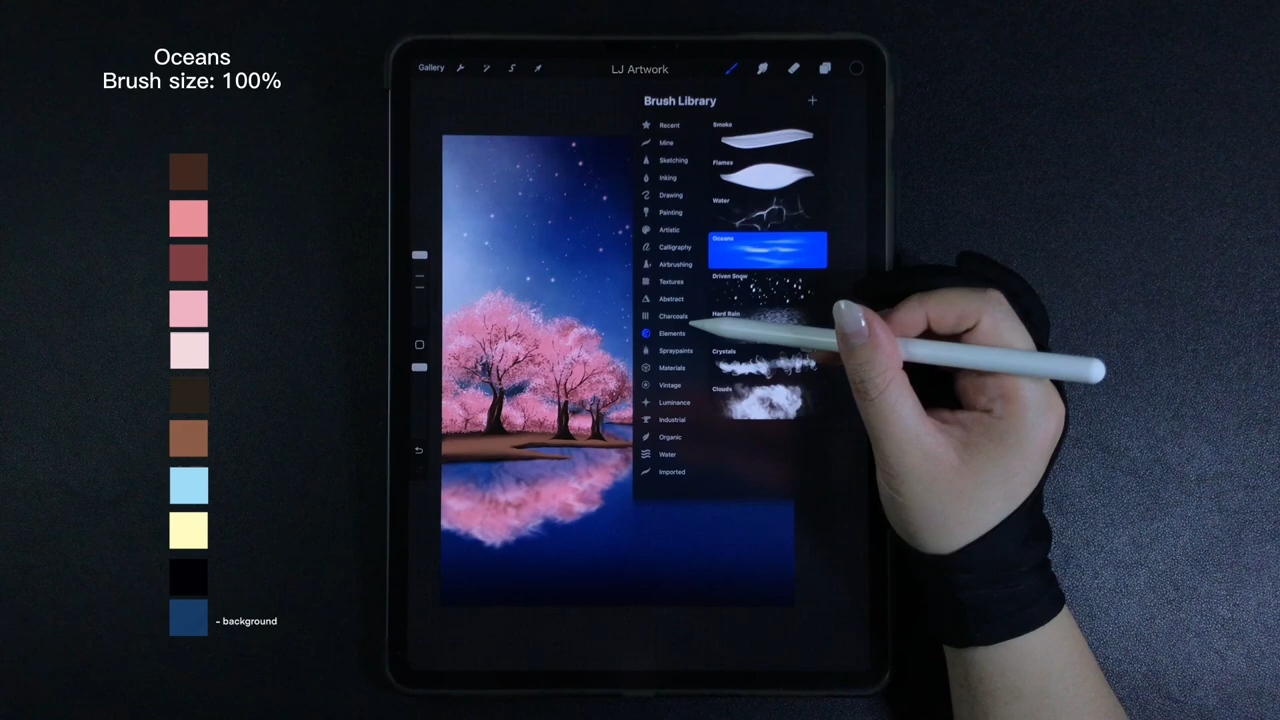 Oceans
Brush size: 100%
- background
Gallery
LJ Artwork
Brush Library
Recent
Mine
Sketching
Inking
Drawing
Painting
Artistic
Calligraphy
Airbrushing
Textures
Abstract
Charcoals
Elements
Spraypaints
Materials
Vintage
Luminance
Industrial
Organic
Water
Imported
Smoke
Flames
Water
Oceans
Driven Snow
Hard Rain
Crystals
Clouds